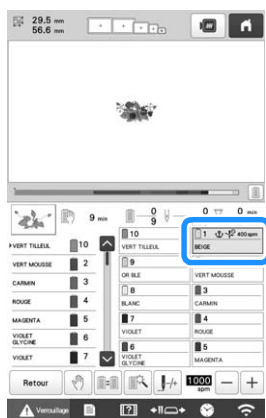 29.5 mm
56.6 mm
9 min
0
9
0
0 min
VERT TILLEUL 10
VERT MOUSSE 2
CARMIN 3
ROUGE 4
MAGENTA 5
VIOLET GLYCINE 6
VIOLET 7
10
VERT TILLEUL
9
OR BLE
8
BLANC
7
VIOLET
6
VIOLET GLYCINE
1 400 spm
BEIGE
VERT MOUSSE
3
CARMIN
4
ROUGE
5
MAGENTA
Retour
1000 spm
Verrouillage